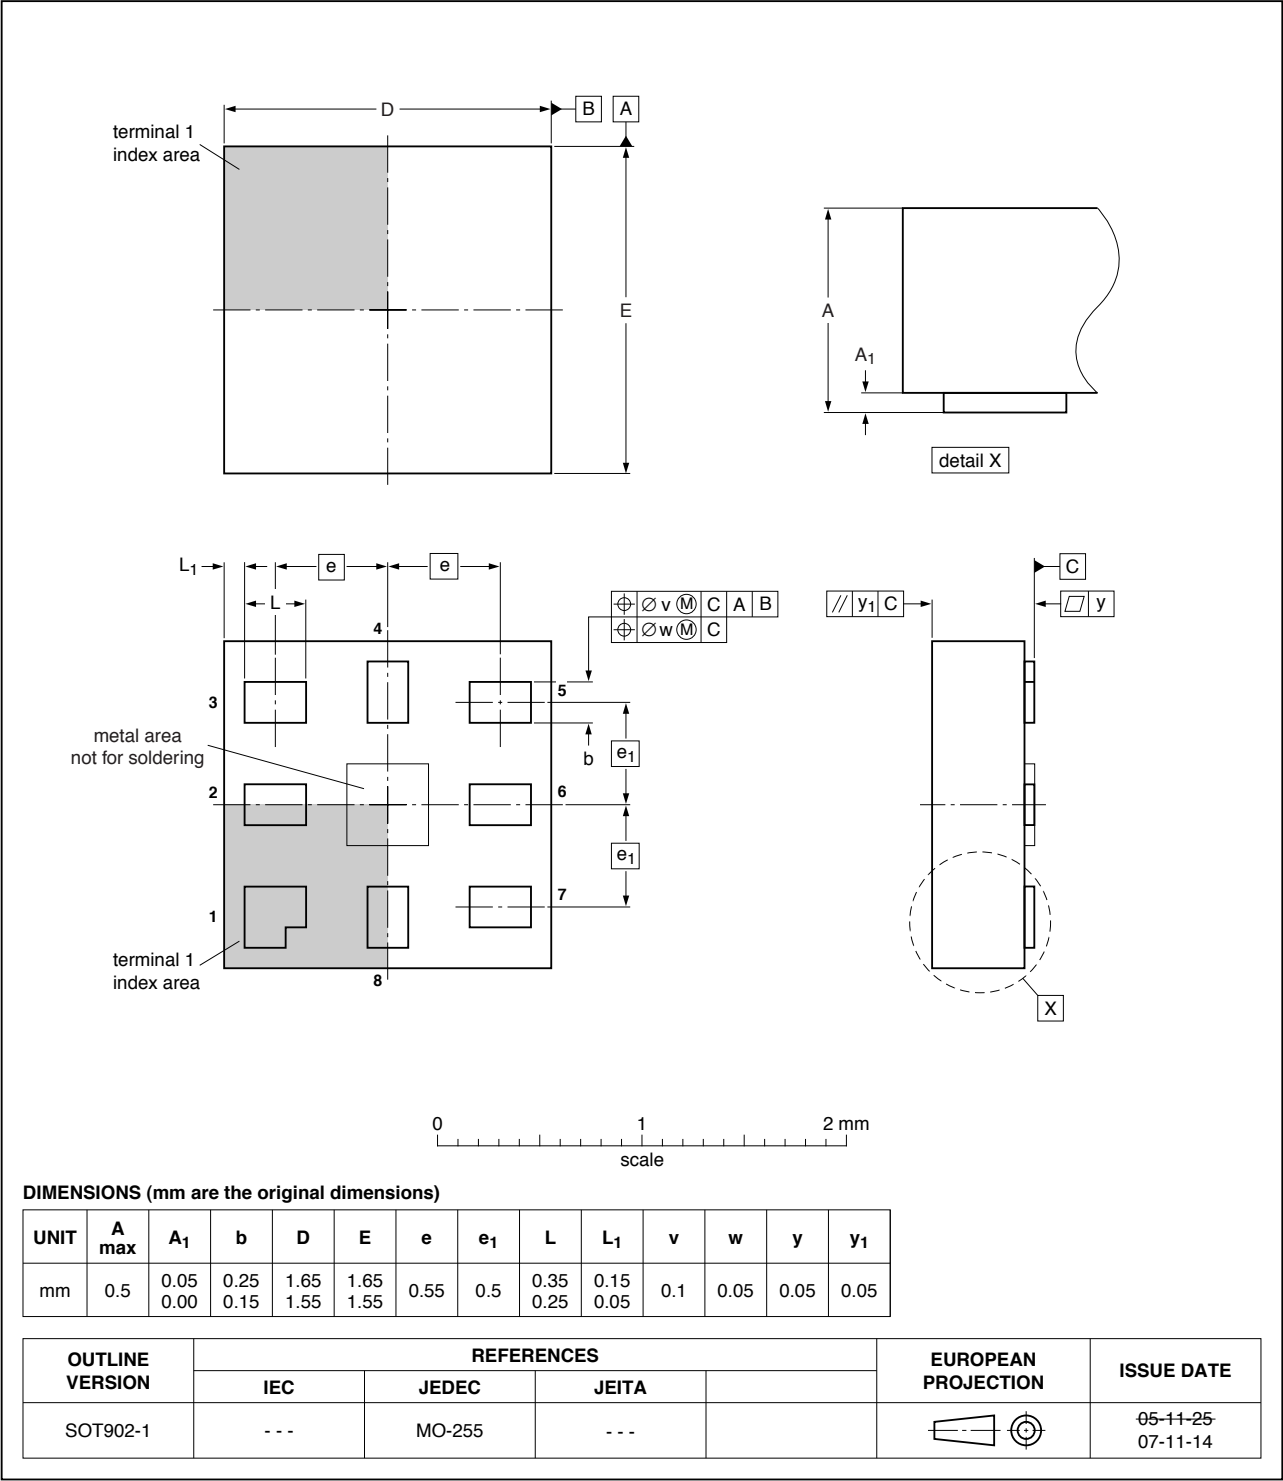 D
B
A
terminal 1
index area
E
A
A1
detail X
L1
e
e
L
C
4
⌖ ∅ v Ⓜ C A B
⌖ ∅ w Ⓜ C
// y1 C
▱ y
3
5
metal area
not for soldering
b
e1
2
6
e1
1
7
terminal 1
index area
8
X
0 1 2 mm
scale
DIMENSIONS (mm are the original dimensions)
UNIT A max A1 b D E e e1 L L1 v w y y1
mm 0.5 0.05 0.00 0.25 0.15 1.65 1.55 1.65 1.55 0.55 0.5 0.35 0.25 0.15 0.05 0.1 0.05 0.05 0.05
OUTLINE VERSION REFERENCES EUROPEAN PROJECTION ISSUE DATE
IEC JEDEC JEITA
SOT902-1 - - - MO-255 - - - 05-11-25
07-11-14